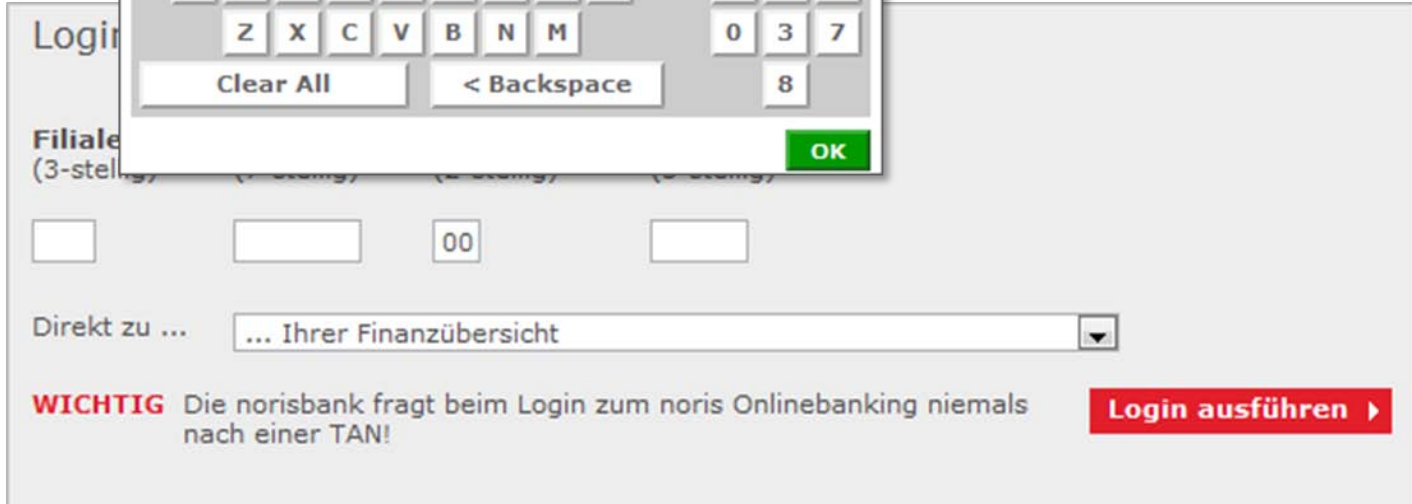 Login
Z X C V B N M 0 3 7
Clear All < Backspace 8
OK
Filiale
(3-stellig)
00
Direkt zu ...
... Ihrer Finanzübersicht
WICHTIG Die norisbank fragt beim Login zum noris Onlinebanking niemals
nach einer TAN!
Login ausführen